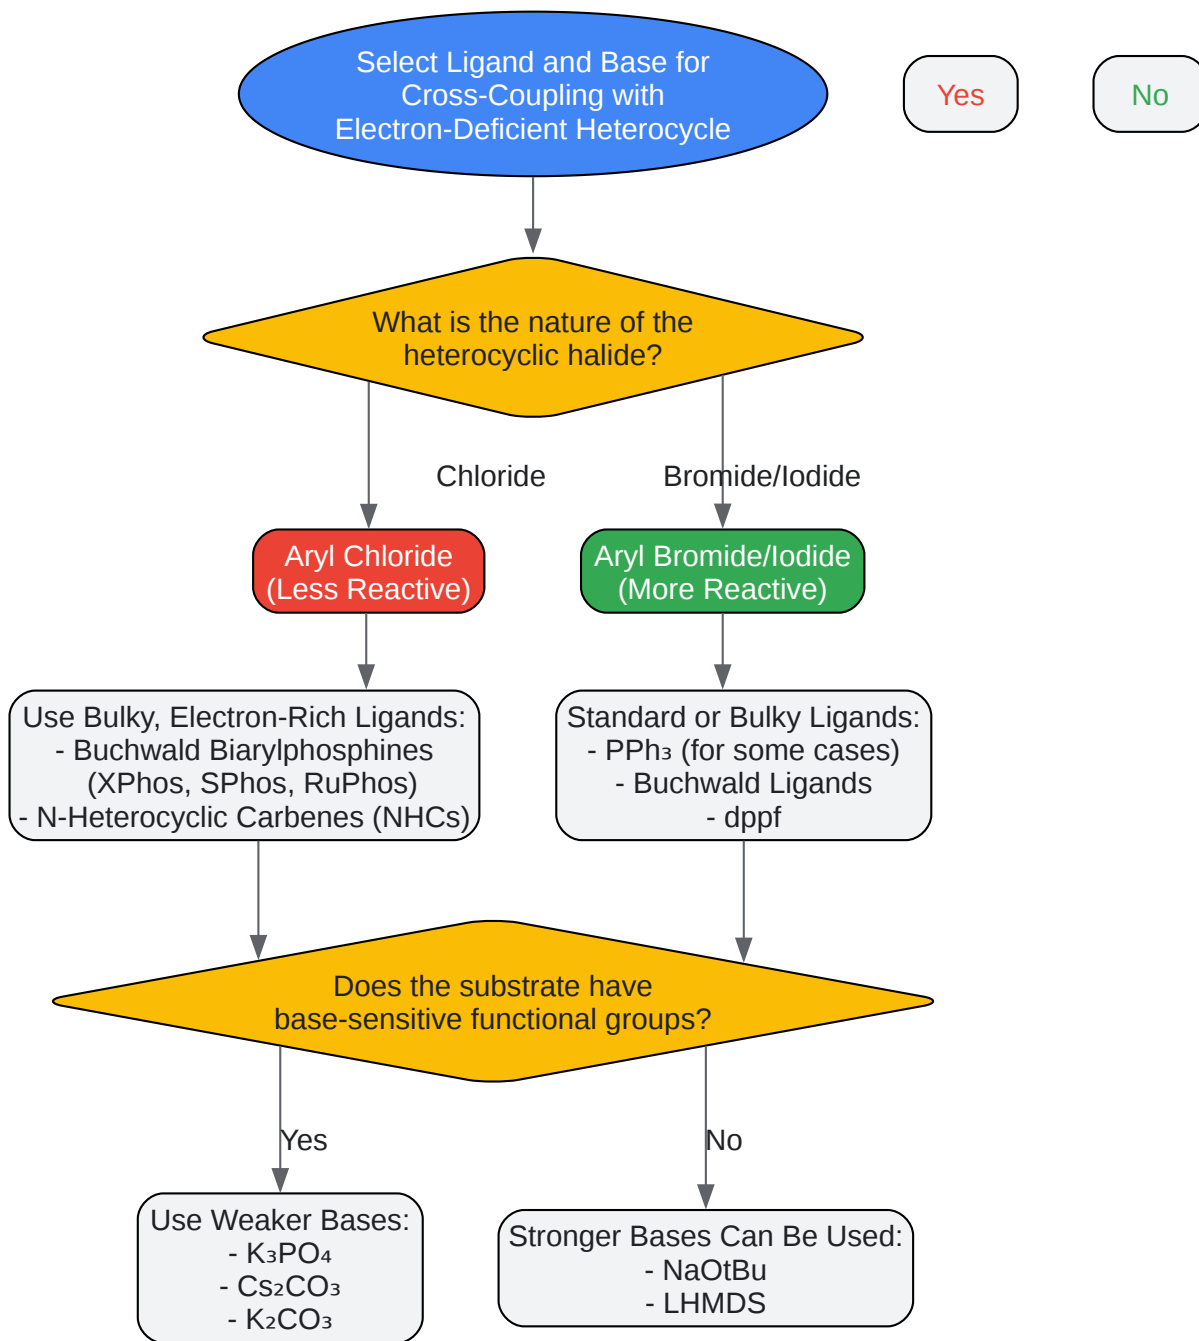 Select Ligand and Base for
Cross-Coupling with
Electron-Deficient Heterocycle
Yes
No
What is the nature of the
heterocyclic halide?
Chloride
Bromide/Iodide
Aryl Chloride
(Less Reactive)
Aryl Bromide/Iodide
(More Reactive)
Use Bulky, Electron-Rich Ligands:
- Buchwald Biarylphosphines
(XPhos, SPhos, RuPhos)
- N-Heterocyclic Carbenes (NHCs)
Standard or Bulky Ligands:
- PPh₃ (for some cases)
- Buchwald Ligands
- dppf
Does the substrate have
base-sensitive functional groups?
Yes
No
Use Weaker Bases:
- K₃PO₄
- Cs₂CO₃
- K₂CO₃
Stronger Bases Can Be Used:
- NaOtBu
- LHMDS